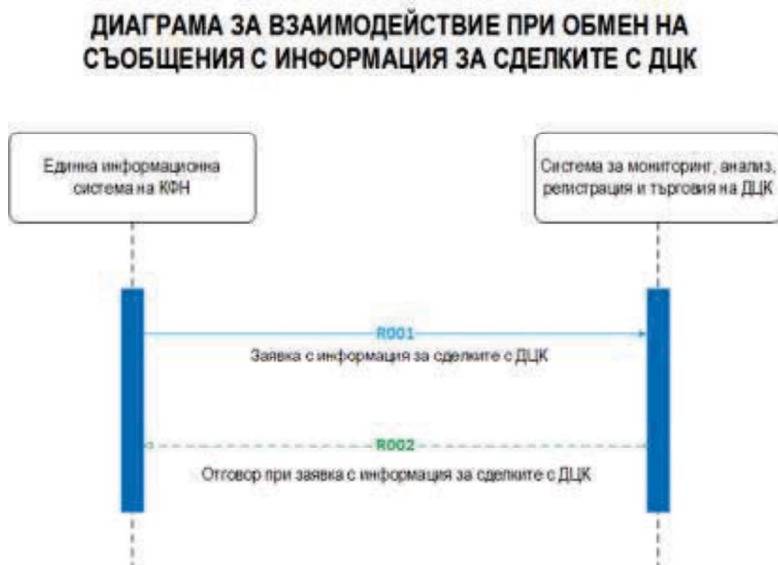 ДИАГРАМА ЗА ВЗАИМОДЕЙСТВИЕ ПРИ ОБМЕН НА
СЪОБЩЕНИЯ С ИНФОРМАЦИЯ ЗА СДЕЛКИТЕ С ДЦК
Единна информационна
система на КФН
Система за мониторинг, анализ,
регистрация и търговия на ДЦК
R001
Заявка с информация за сделките с ДЦК
R002
Отговор при заявка с информация за сделките с ДЦК